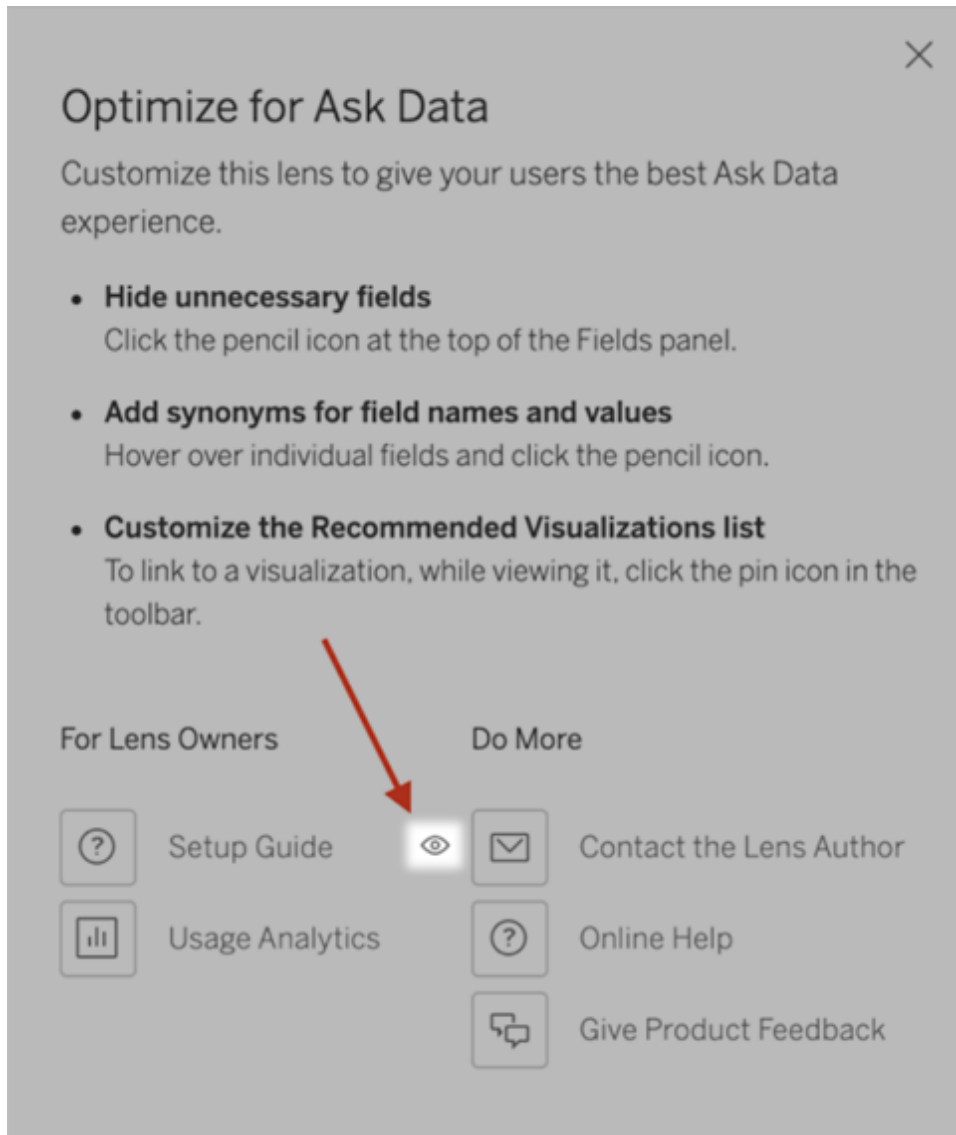 Optimize for Ask Data
Customize this lens to give your users the best Ask Data
experience.
• Hide unnecessary fields
Click the pencil icon at the top of the Fields panel.
• Add synonyms for field names and values
Hover over individual fields and click the pencil icon.
• Customize the Recommended Visualizations list
To link to a visualization, while viewing it, click the pin icon in the
toolbar.
For Lens Owners
Setup Guide
Usage Analytics
Do More
Contact the Lens Author
Online Help
Give Product Feedback